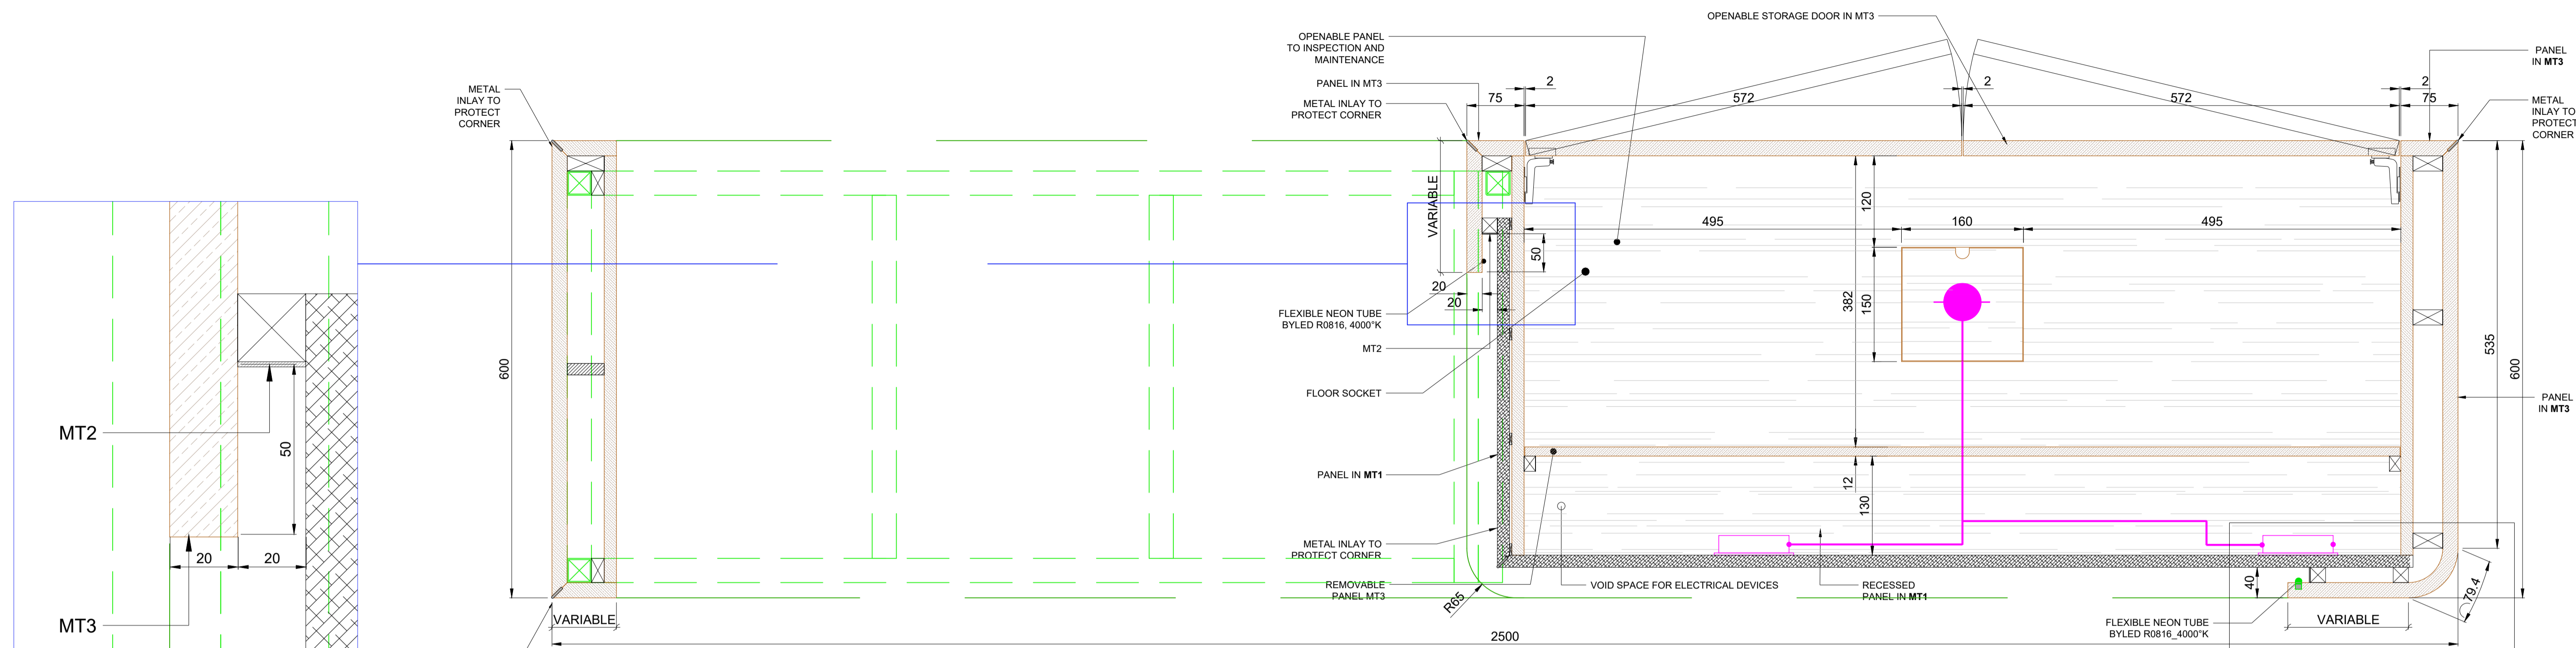 OPENABLE STORAGE DOOR IN MT3
OPENABLE PANEL
TO INSPECTION AND
MAINTENANCE
PANEL IN MT3
METAL INLAY TO
PROTECT CORNER
METAL
INLAY TO
PROTECT
CORNER
PANEL
IN MT3
METAL
INLAY TO
PROTECT
CORNER
75
2
572
2
572
2
75
VARIABLE
120
495
160
495
50
382
150
20
20
FLEXIBLE NEON TUBE
BYLED R0816, 4000°K
MT2
FLOOR SOCKET
600
535
600
PANEL
IN MT3
MT2
50
20
20
MT3
PANEL IN MT1
12
130
METAL INLAY TO
PROTECT CORNER
REMOVABLE
PANEL MT3
VOID SPACE FOR ELECTRICAL DEVICES
RECESSED
PANEL IN MT1
R65
40
79.4
FLEXIBLE NEON TUBE
BYLED R0816_4000°K
VARIABLE
VARIABLE
2500